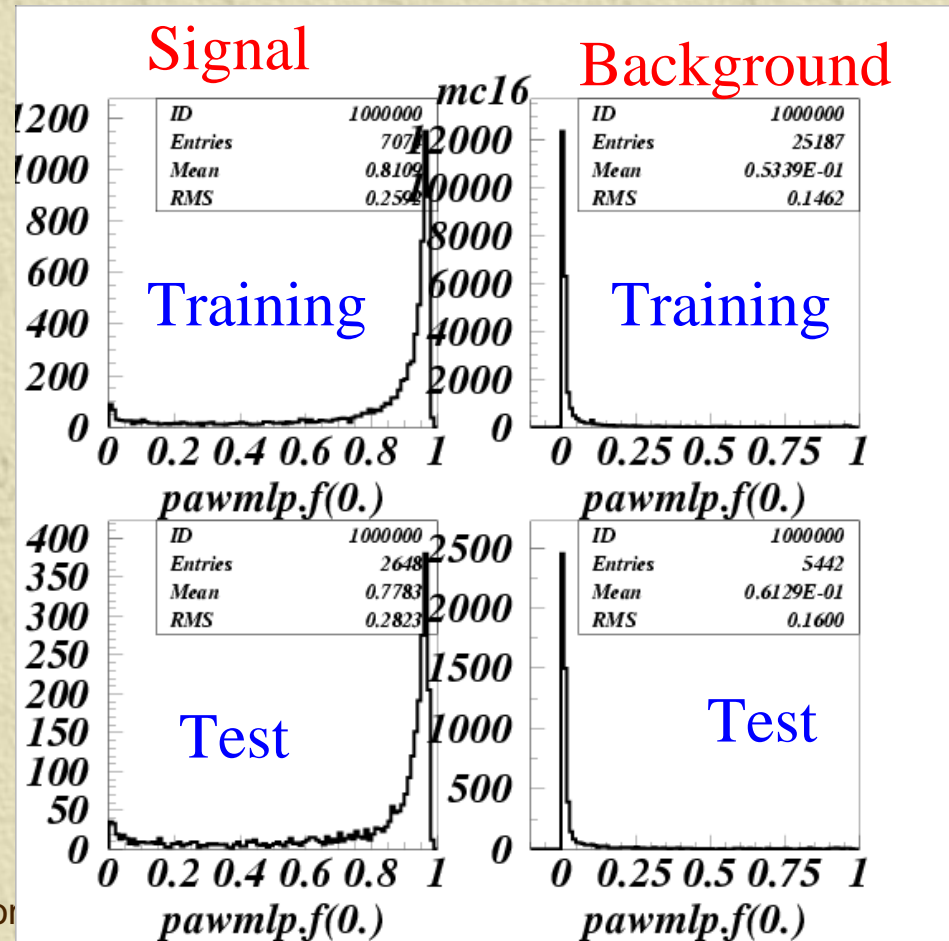 Signal
Background
mc16
ID 1000000
Entries
Mean 0.8109
RMS 0.2592
1200
1000
800
600
400
200
0
Training
0 0.2 0.4 0.6 0.8 1
pawmlp.f(0.)
ID 1000000
Entries 25187
Mean 0.5339E-01
RMS 0.1462
12000
10000
8000
6000
4000
2000
0
Training
0 0.25 0.5 0.75 1
pawmlp.f(0.)
ID 1000000
Entries 2648
Mean 0.7783
RMS 0.2823
400
350
300
250
200
150
100
50
0
Test
0 0.2 0.4 0.6 0.8 1
pawmlp.f(0.)
ID 1000000
Entries 5442
Mean 0.6129E-01
RMS 0.1600
2500
2000
1500
1000
500
0
Test
0 0.25 0.5 0.75 1
pawmlp.f(0.)